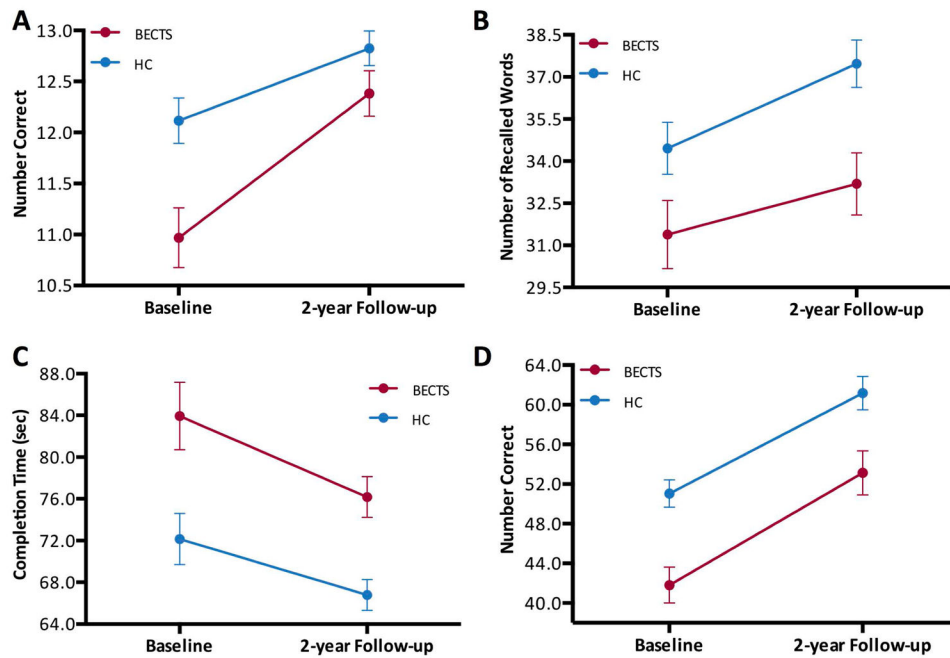 A
BECTS
HC
Number Correct
13.0
12.5
12.0
11.5
11.0
10.5
Baseline
2-year Follow-up
B
BECTS
HC
Number of Recalled Words
38.5
37.0
35.5
34.0
32.5
31.0
29.5
Baseline
2-year Follow-up
C
BECTS
HC
Completion Time (sec)
88.0
84.0
80.0
76.0
72.0
68.0
64.0
Baseline
2-year Follow-up
D
BECTS
HC
Number Correct
64.0
60.0
56.0
52.0
48.0
44.0
40.0
Baseline
2-year Follow-up